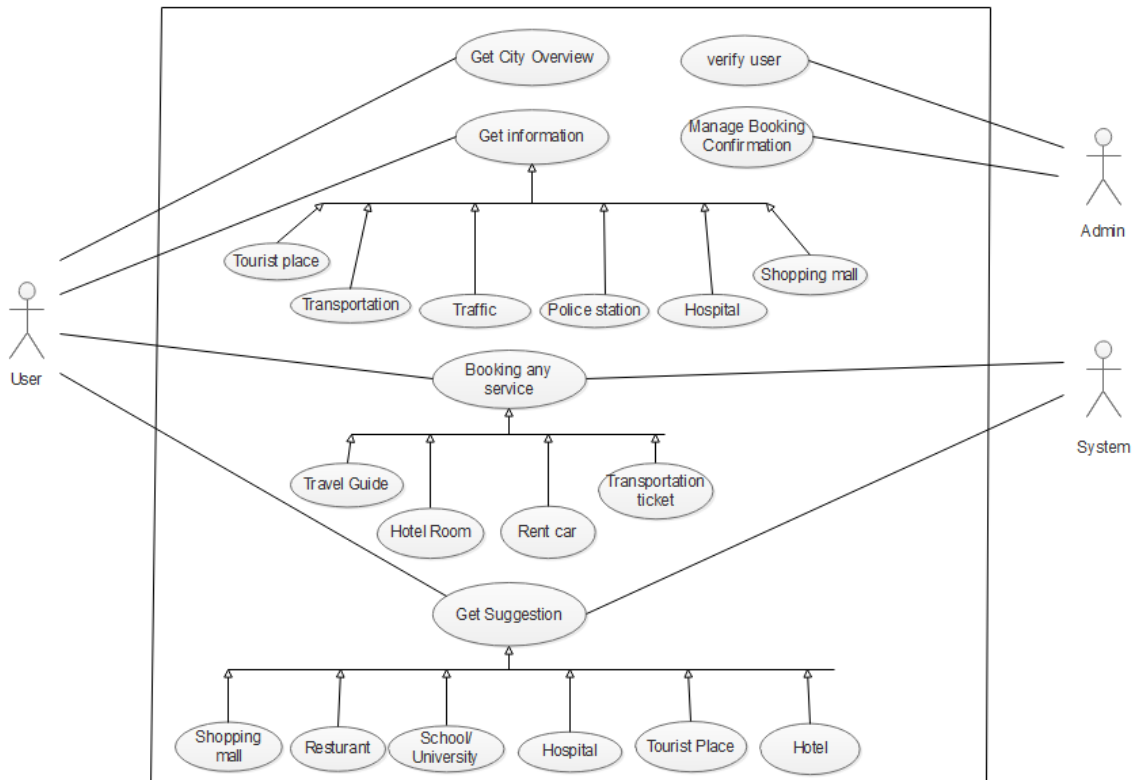 Get City Overview
verify user
Get information
Manage Booking
Confirmation
Admin
Tourist place
Transportation
Traffic
Police station
Hospital
Shopping mall
User
Booking any
service
System
Travel Guide
Hotel Room
Rent car
Transportation
ticket
Get Suggestion
Shopping
mall
Resturant
School/
University
Hospital
Tourist Place
Hotel